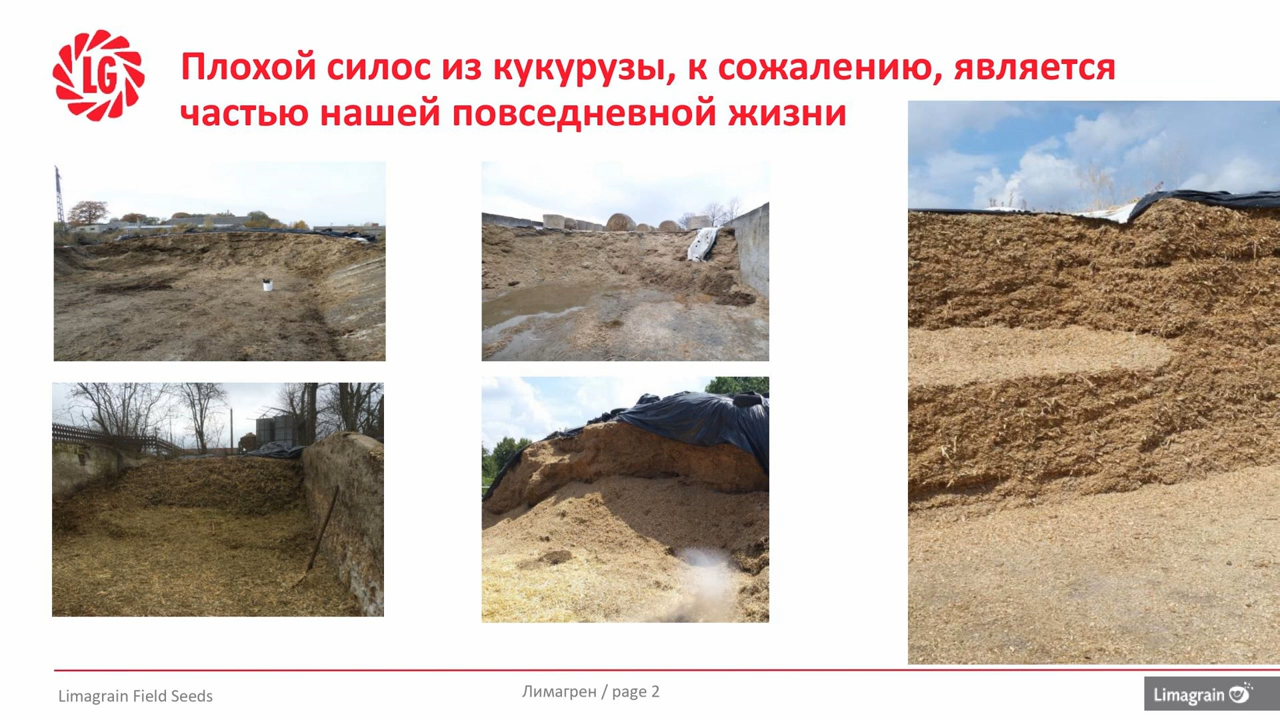 LG
Плохой силос из кукурузы, к сожалению, является
частью нашей повседневной жизни
Limagrain Field Seeds
Лимагрен / page 2
Limagrain